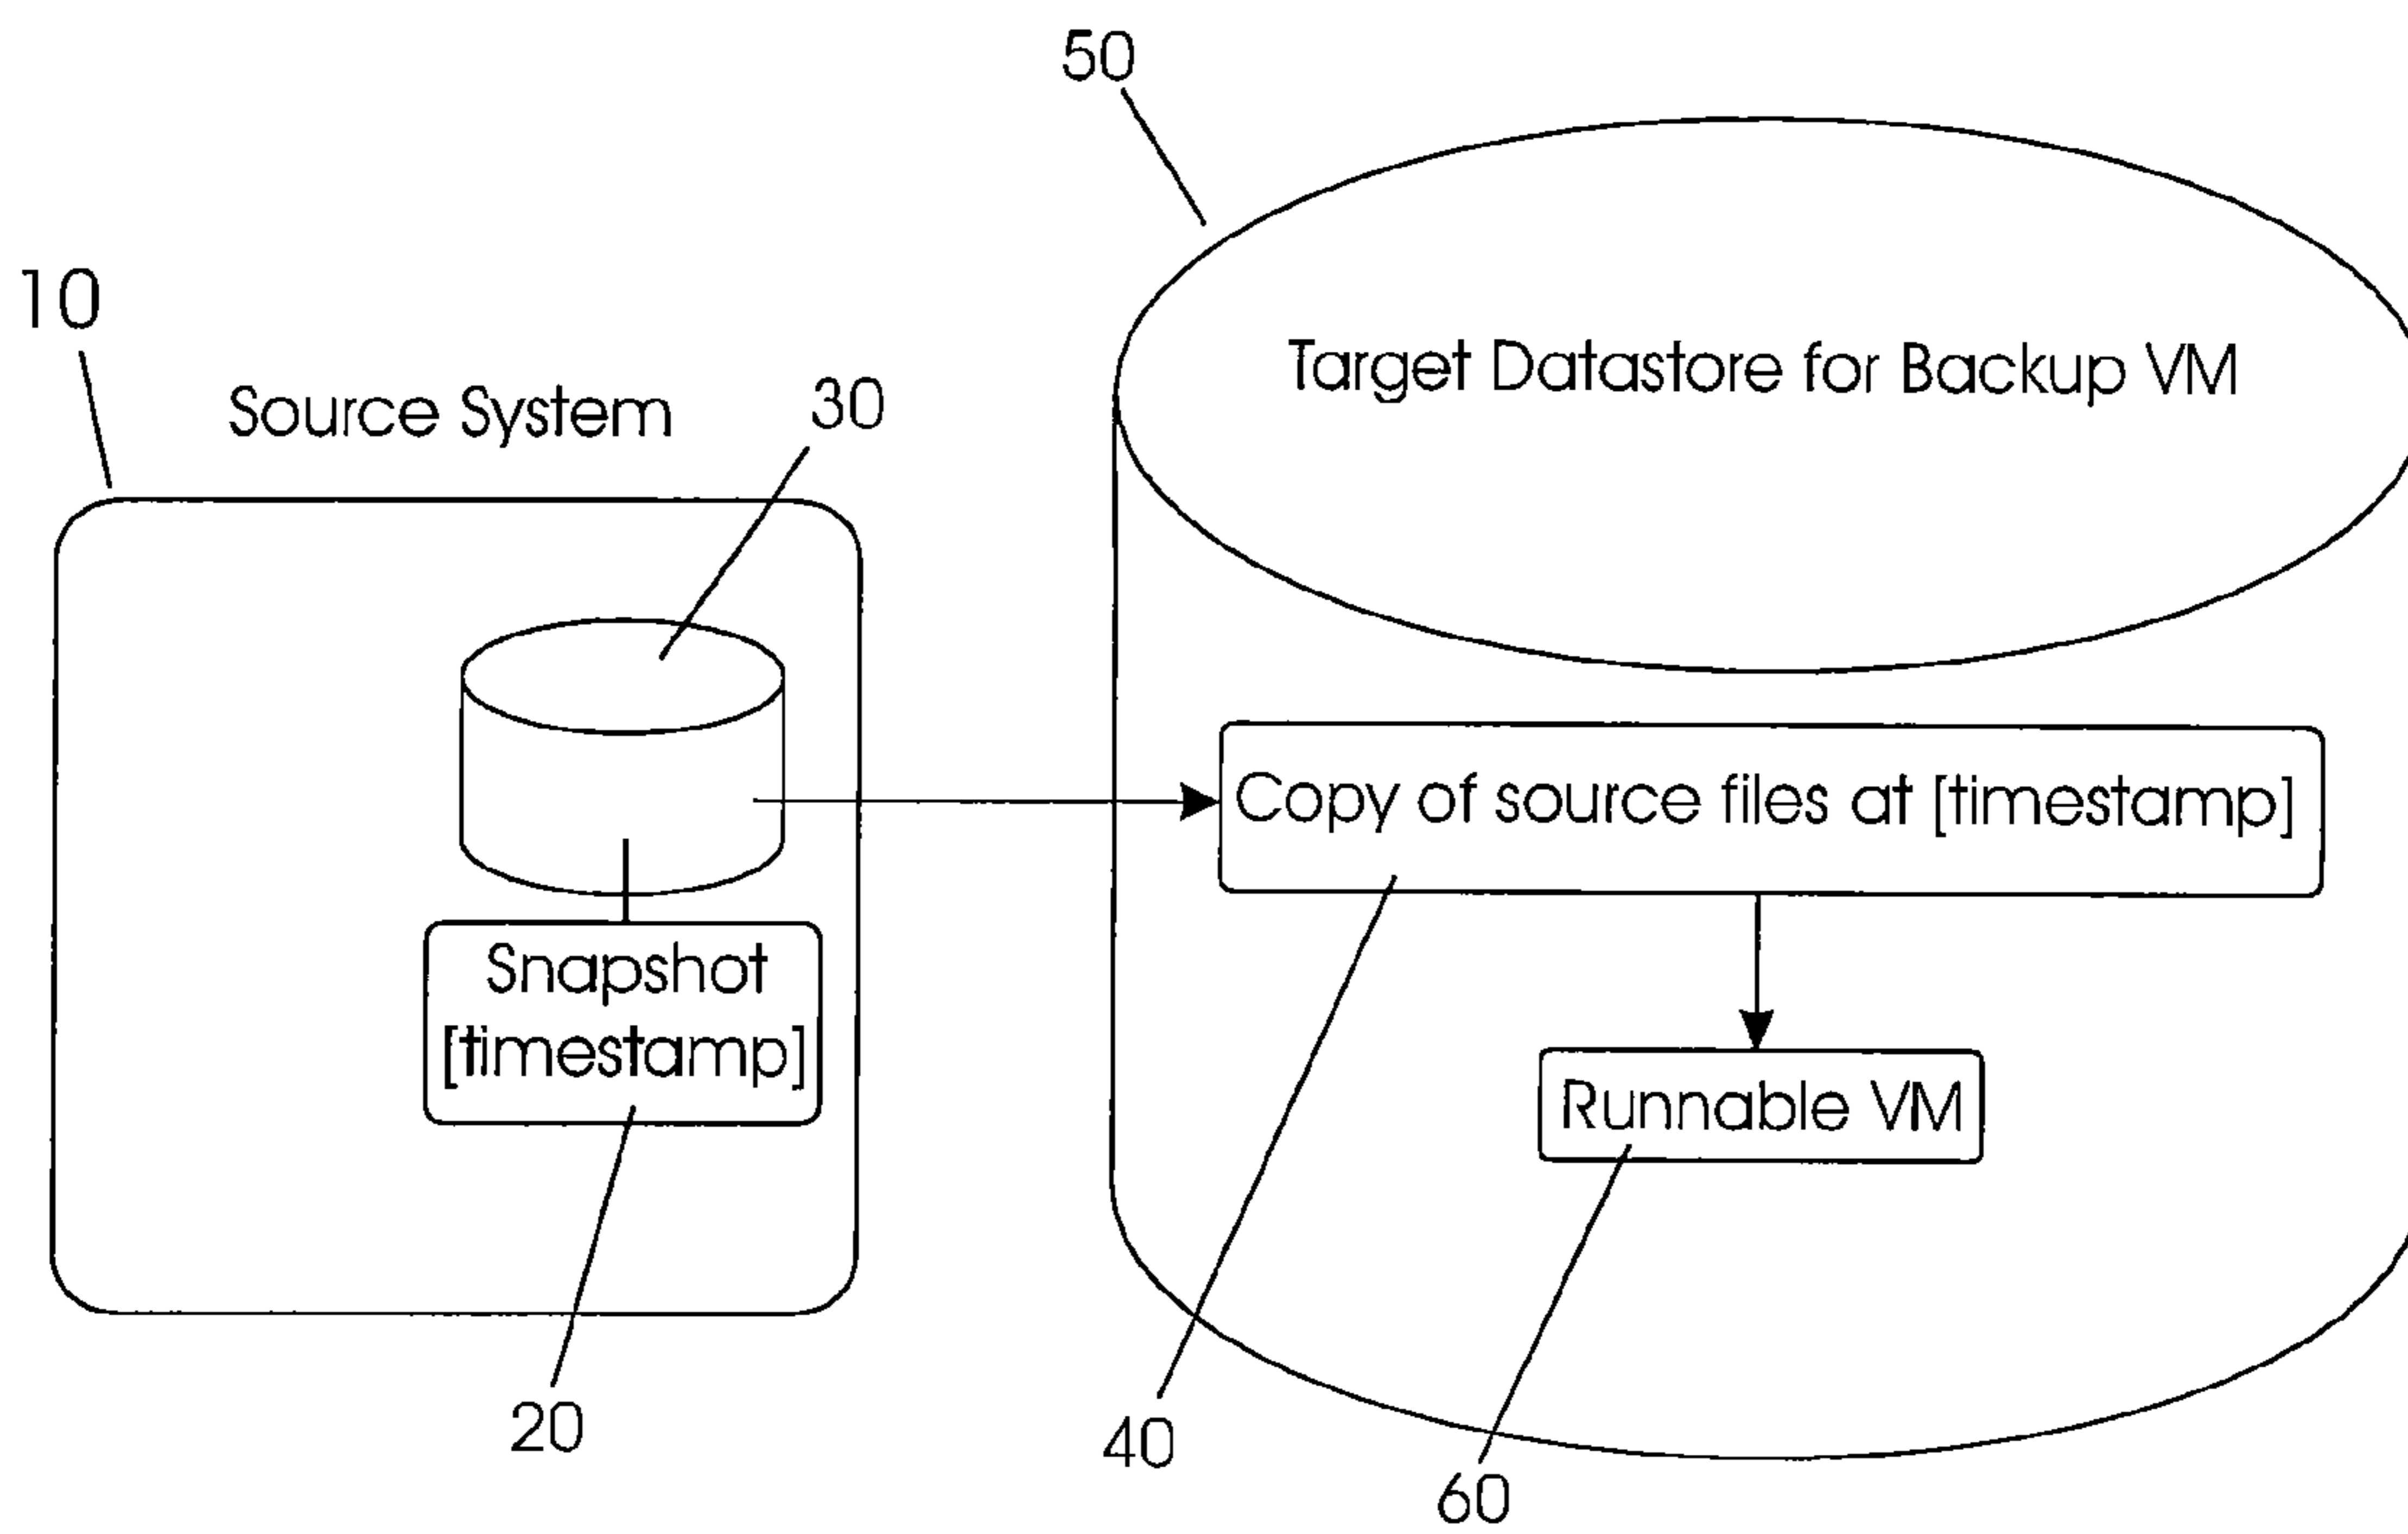 50
10
Source System
30
Target Datastore for Backup VM
Copy of source files at [timestamp]
Snapshot
[timestamp]
Runnable VM
20
40
60